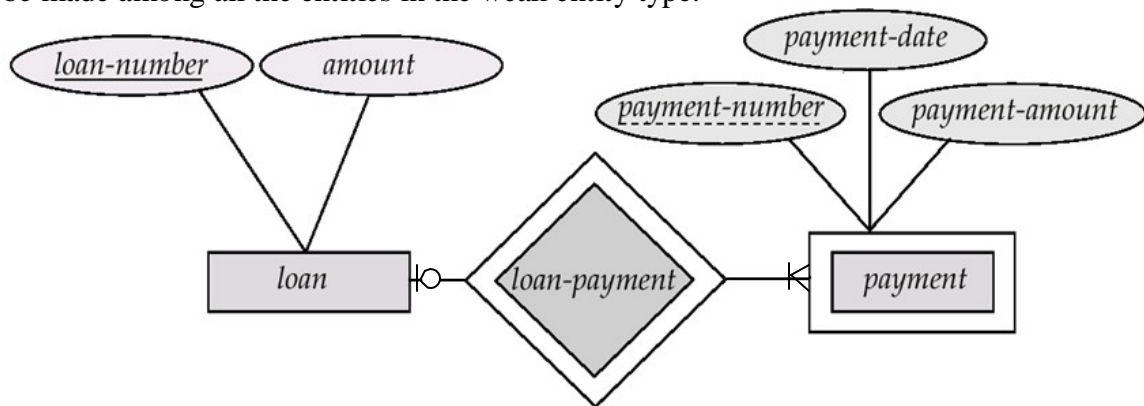 be made among all the entities in the weak entity type.
payment-date
loan-number amount
payment-number payment-amount
loan loan-payment payment